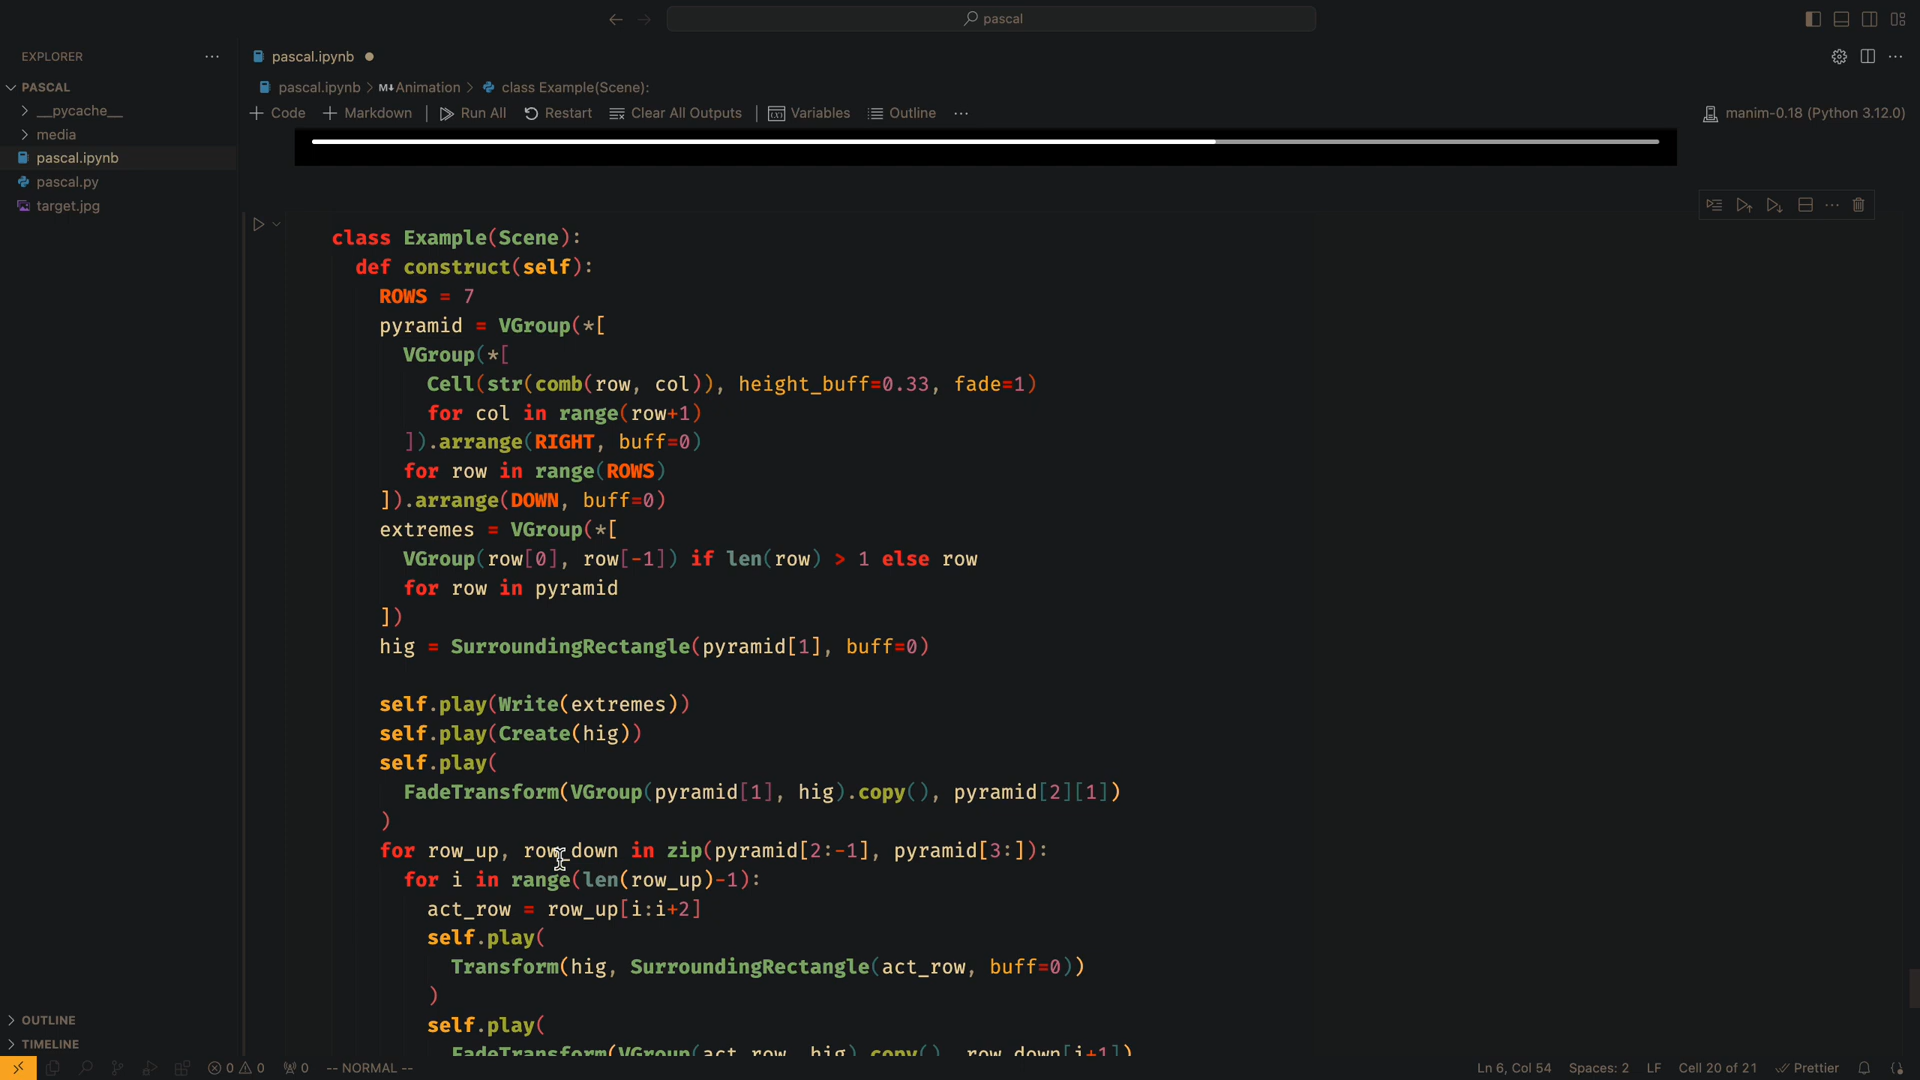 pascal
EXPLORER
pascal.ipynb
PASCAL
pascal.ipynb > M↓ Animation > class Example(Scene):
__pycache__
Code Markdown Run All Restart Clear All Outputs Variables Outline ...
manim-0.18 (Python 3.12.0)
media
pascal.ipynb
pascal.py
target.jpg
class Example(Scene):
def construct(self):
ROWS = 7
pyramid = VGroup(*[
VGroup(*[
Cell(str(comb(row, col)), height_buff=0.33, fade=1)
for col in range(row+1)
]).arrange(RIGHT, buff=0)
for row in range(ROWS)
]).arrange(DOWN, buff=0)
extremes = VGroup(*[
VGroup(row[0], row[-1]) if len(row) > 1 else row
for row in pyramid
])
hig = SurroundingRectangle(pyramid[1], buff=0)
self.play(Write(extremes))
self.play(Create(hig))
self.play(
FadeTransform(VGroup(pyramid[1], hig).copy(), pyramid[2][1])
)
for row_up, row_down in zip(pyramid[2:-1], pyramid[3:]):
for i in range(len(row_up)-1):
act_row = row_up[i:i+2]
self.play(
Transform(hig, SurroundingRectangle(act_row, buff=0))
)
self.play(
FadeTransform(VGroup(act_row, hig).copy(), row_down[i+1])
OUTLINE
TIMELINE
0 0 0 -- NORMAL --
Ln 6, Col 54 Spaces: 2 LF Cell 20 of 21 Prettier